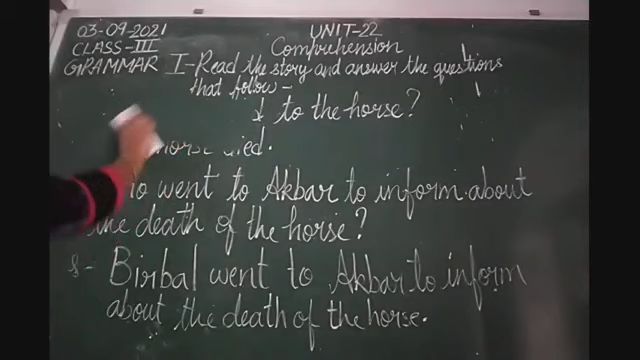 03-09-2021
CLASS-III
GRAMMAR
UNIT-22
Comprehension
I-Read the story and answer the questions
that follow-
to the horse?
horse died.
went to Akbar to inform about
the death of the horse?
Birbal went to Akbar to inform
about the death of the horse.